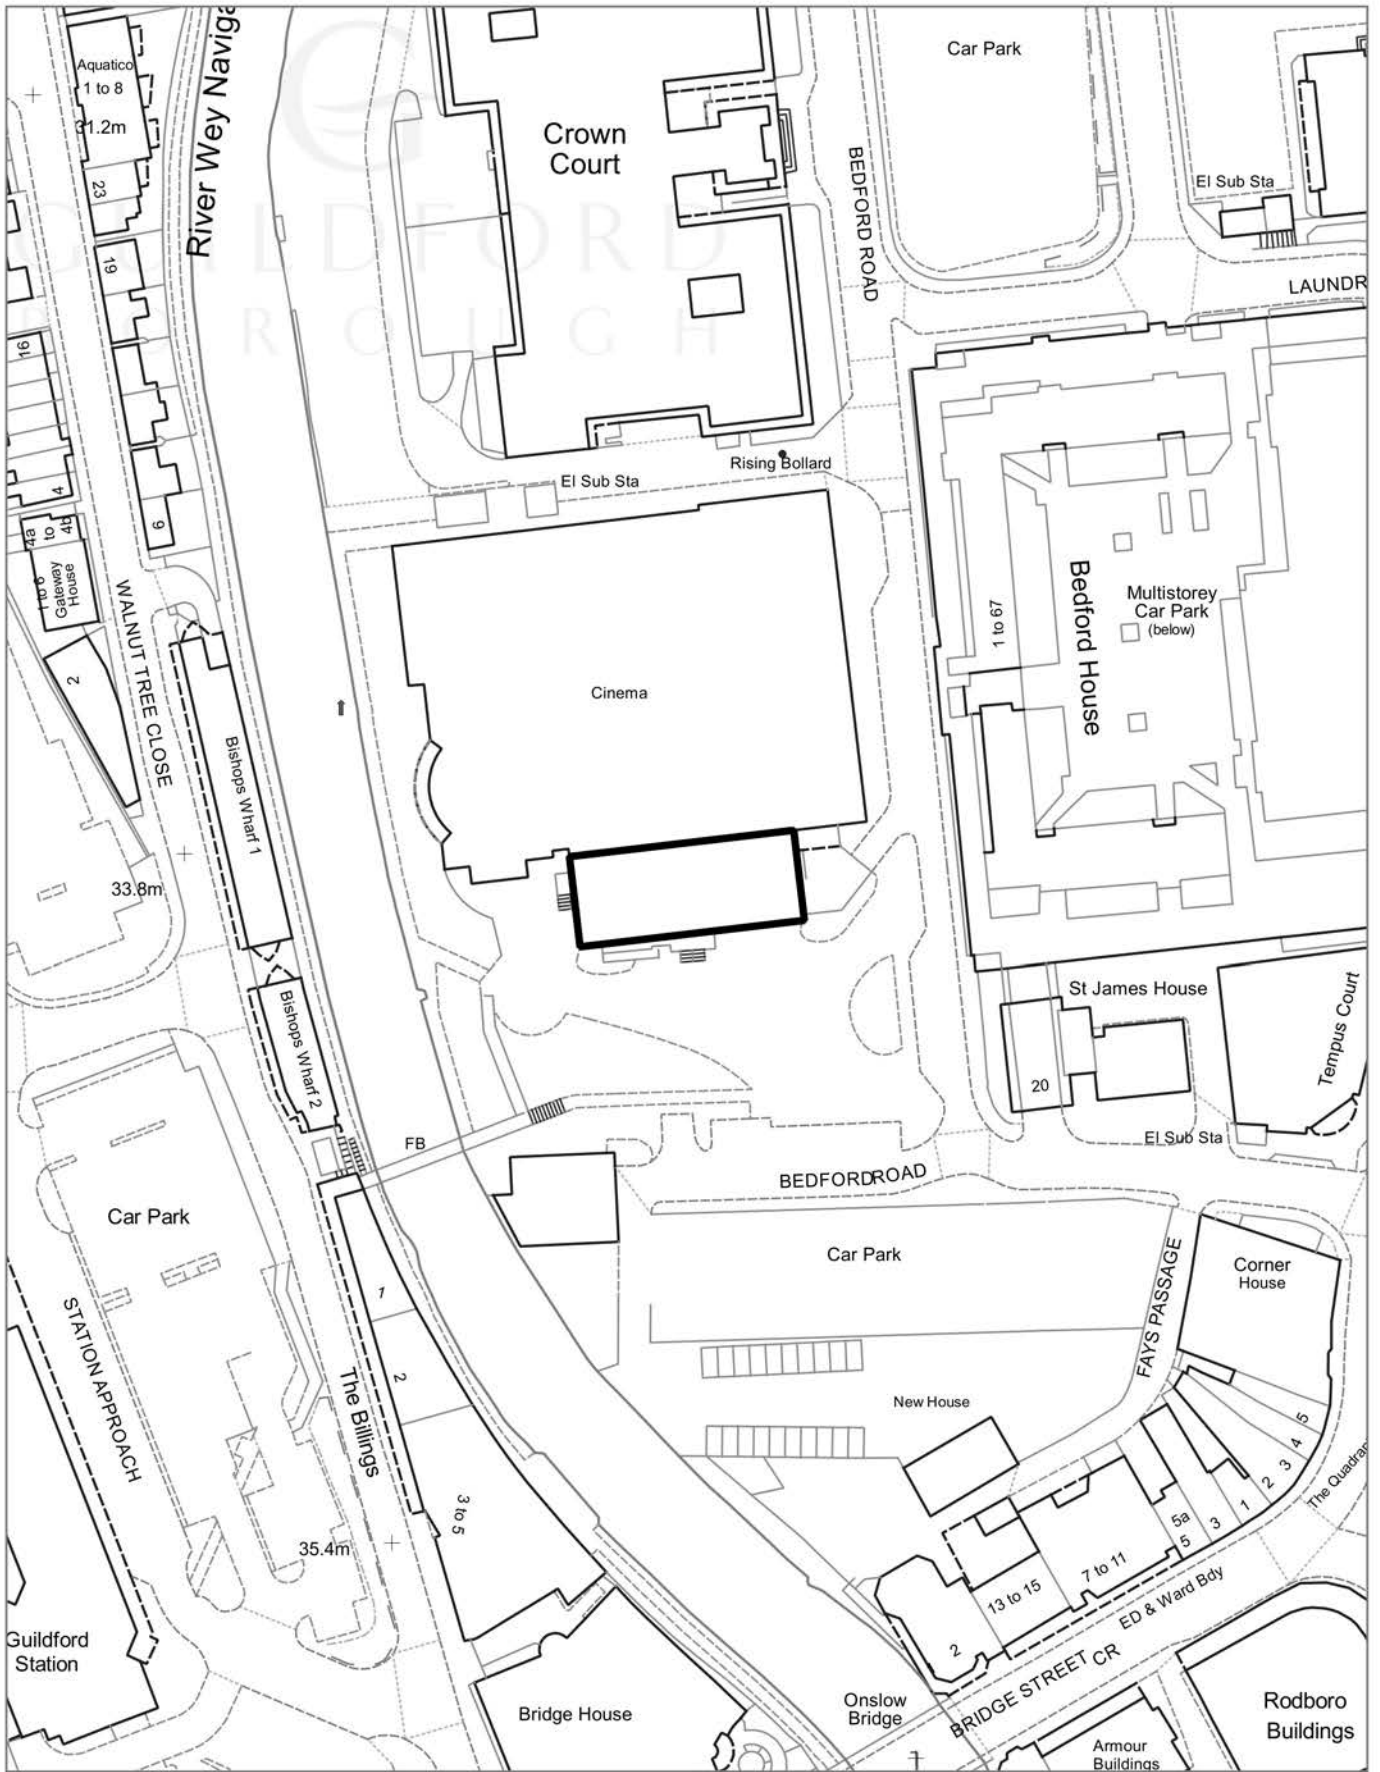 Aquatico
1 to 8
31.2m
23
19
16
4
4a
to
4b
6
1 to 6
Gateway
House
2
River Wey Naviga
GUILDFORD
BOROUGH
Crown
Court
BEDFORD ROAD
Car Park
El Sub Sta
LAUNDR
Rising Bollard
El Sub Sta
WALNUT TREE CLOSE
Cinema
1 to 67
Bedford House
Multistorey
Car Park
(below)
Bishops Wharf 1
33.8m
Bishops Wharf 2
St James House
Tempus Court
20
El Sub Sta
FB
BEDFORD ROAD
Car Park
Car Park
FAYS PASSAGE
Corner
House
STATION APPROACH
The Billings
1
2
3 to 5
35.4m
New House
5
4
3
2
1
3
5a
5
7 to 11
13 to 15
2
The Quadran
ED & Ward Bdy
BRIDGE STREET
CR
Guildford
Station
Bridge House
Onslow
Bridge
Armour
Buildings
Rodboro
Buildings